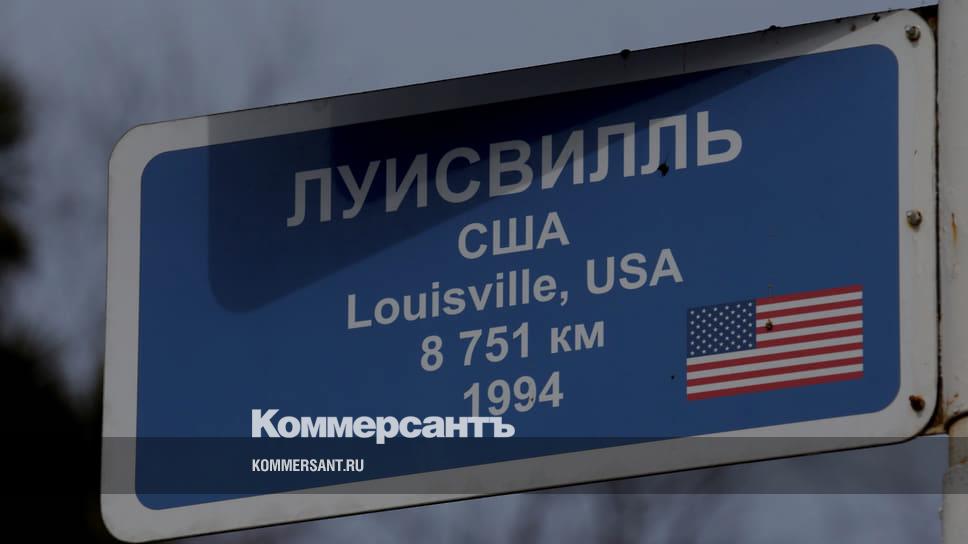 ЛУИСВИЛЛЬ
США
Louisville, USA
8 751 км
1994
Коммерсантъ
KOMMERSANT.RU